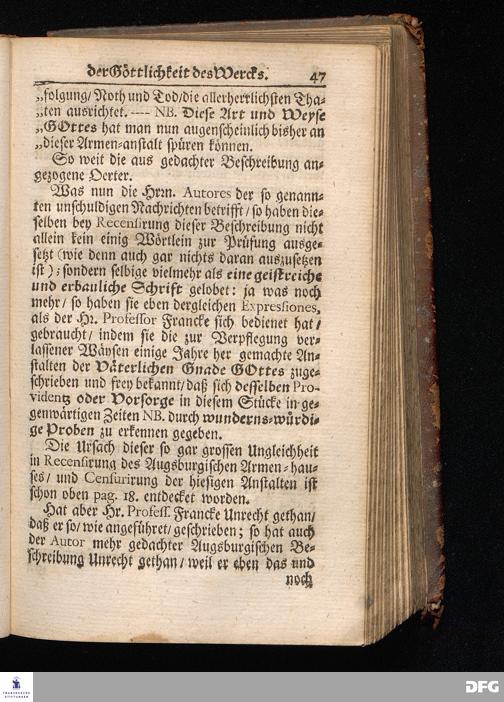 der Göttlichkeit des Wercks. 47
„folgung/ Noth und Tod/ die allerherrlichsten Tha-
„ten ausrichtet. ---- NB. Diese Art und Weyse
„GOttes hat man nun augenscheinlich bisher an
„dieser Armen-anstalt spüren können.
So weit die aus gedachter Beschreibung an-
gezogene Oerter.
Was nun die Hrrn. Autores der so genann-
ten unschuldigen Nachrichten betrifft/ so haben die-
selben bey Recensirung dieser Beschreibung nicht
allein kein einig Wörtlein zur Prüfung ausge-
setzt (wie denn auch gar nichts daran auszusetzen
ist); sondern selbige vielmehr als eine geistreiche
und erbauliche Schrift gelobet: ja was noch
mehr/ so haben sie eben dergleichen Expressiones,
als der Hr. Professor Francke sich bedienet hat/
gebraucht/ indem sie die zur Verpflegung ver-
lassener Wäysen einige Jahre her gemachte An-
stalten der Väterlichen Gnade GOttes zuge-
schrieben und frey bekannt/ daß sich desselben Pro-
videntz oder Vorsorge in diesem Stücke in ge-
genwärtigen Zeiten NB. durch wunderns-würdi-
ge Proben zu erkennen gegeben.
Die Ursach dieser so gar grossen Ungleichheit
in Recensirung des Augsburgischen Armen-hau-
ses/ und Censurirung der hiesigen Anstalten ist
schon oben pag. 18. entdecket worden.
Hat aber Hr. Profess. Francke Unrecht gethan/
daß er so/ wie angeführet/ geschrieben; so hat auch
der Autor mehr gedachter Augsburgischen Be-
schreibung Unrecht gethan/ weil er eben das und
noch
DFG